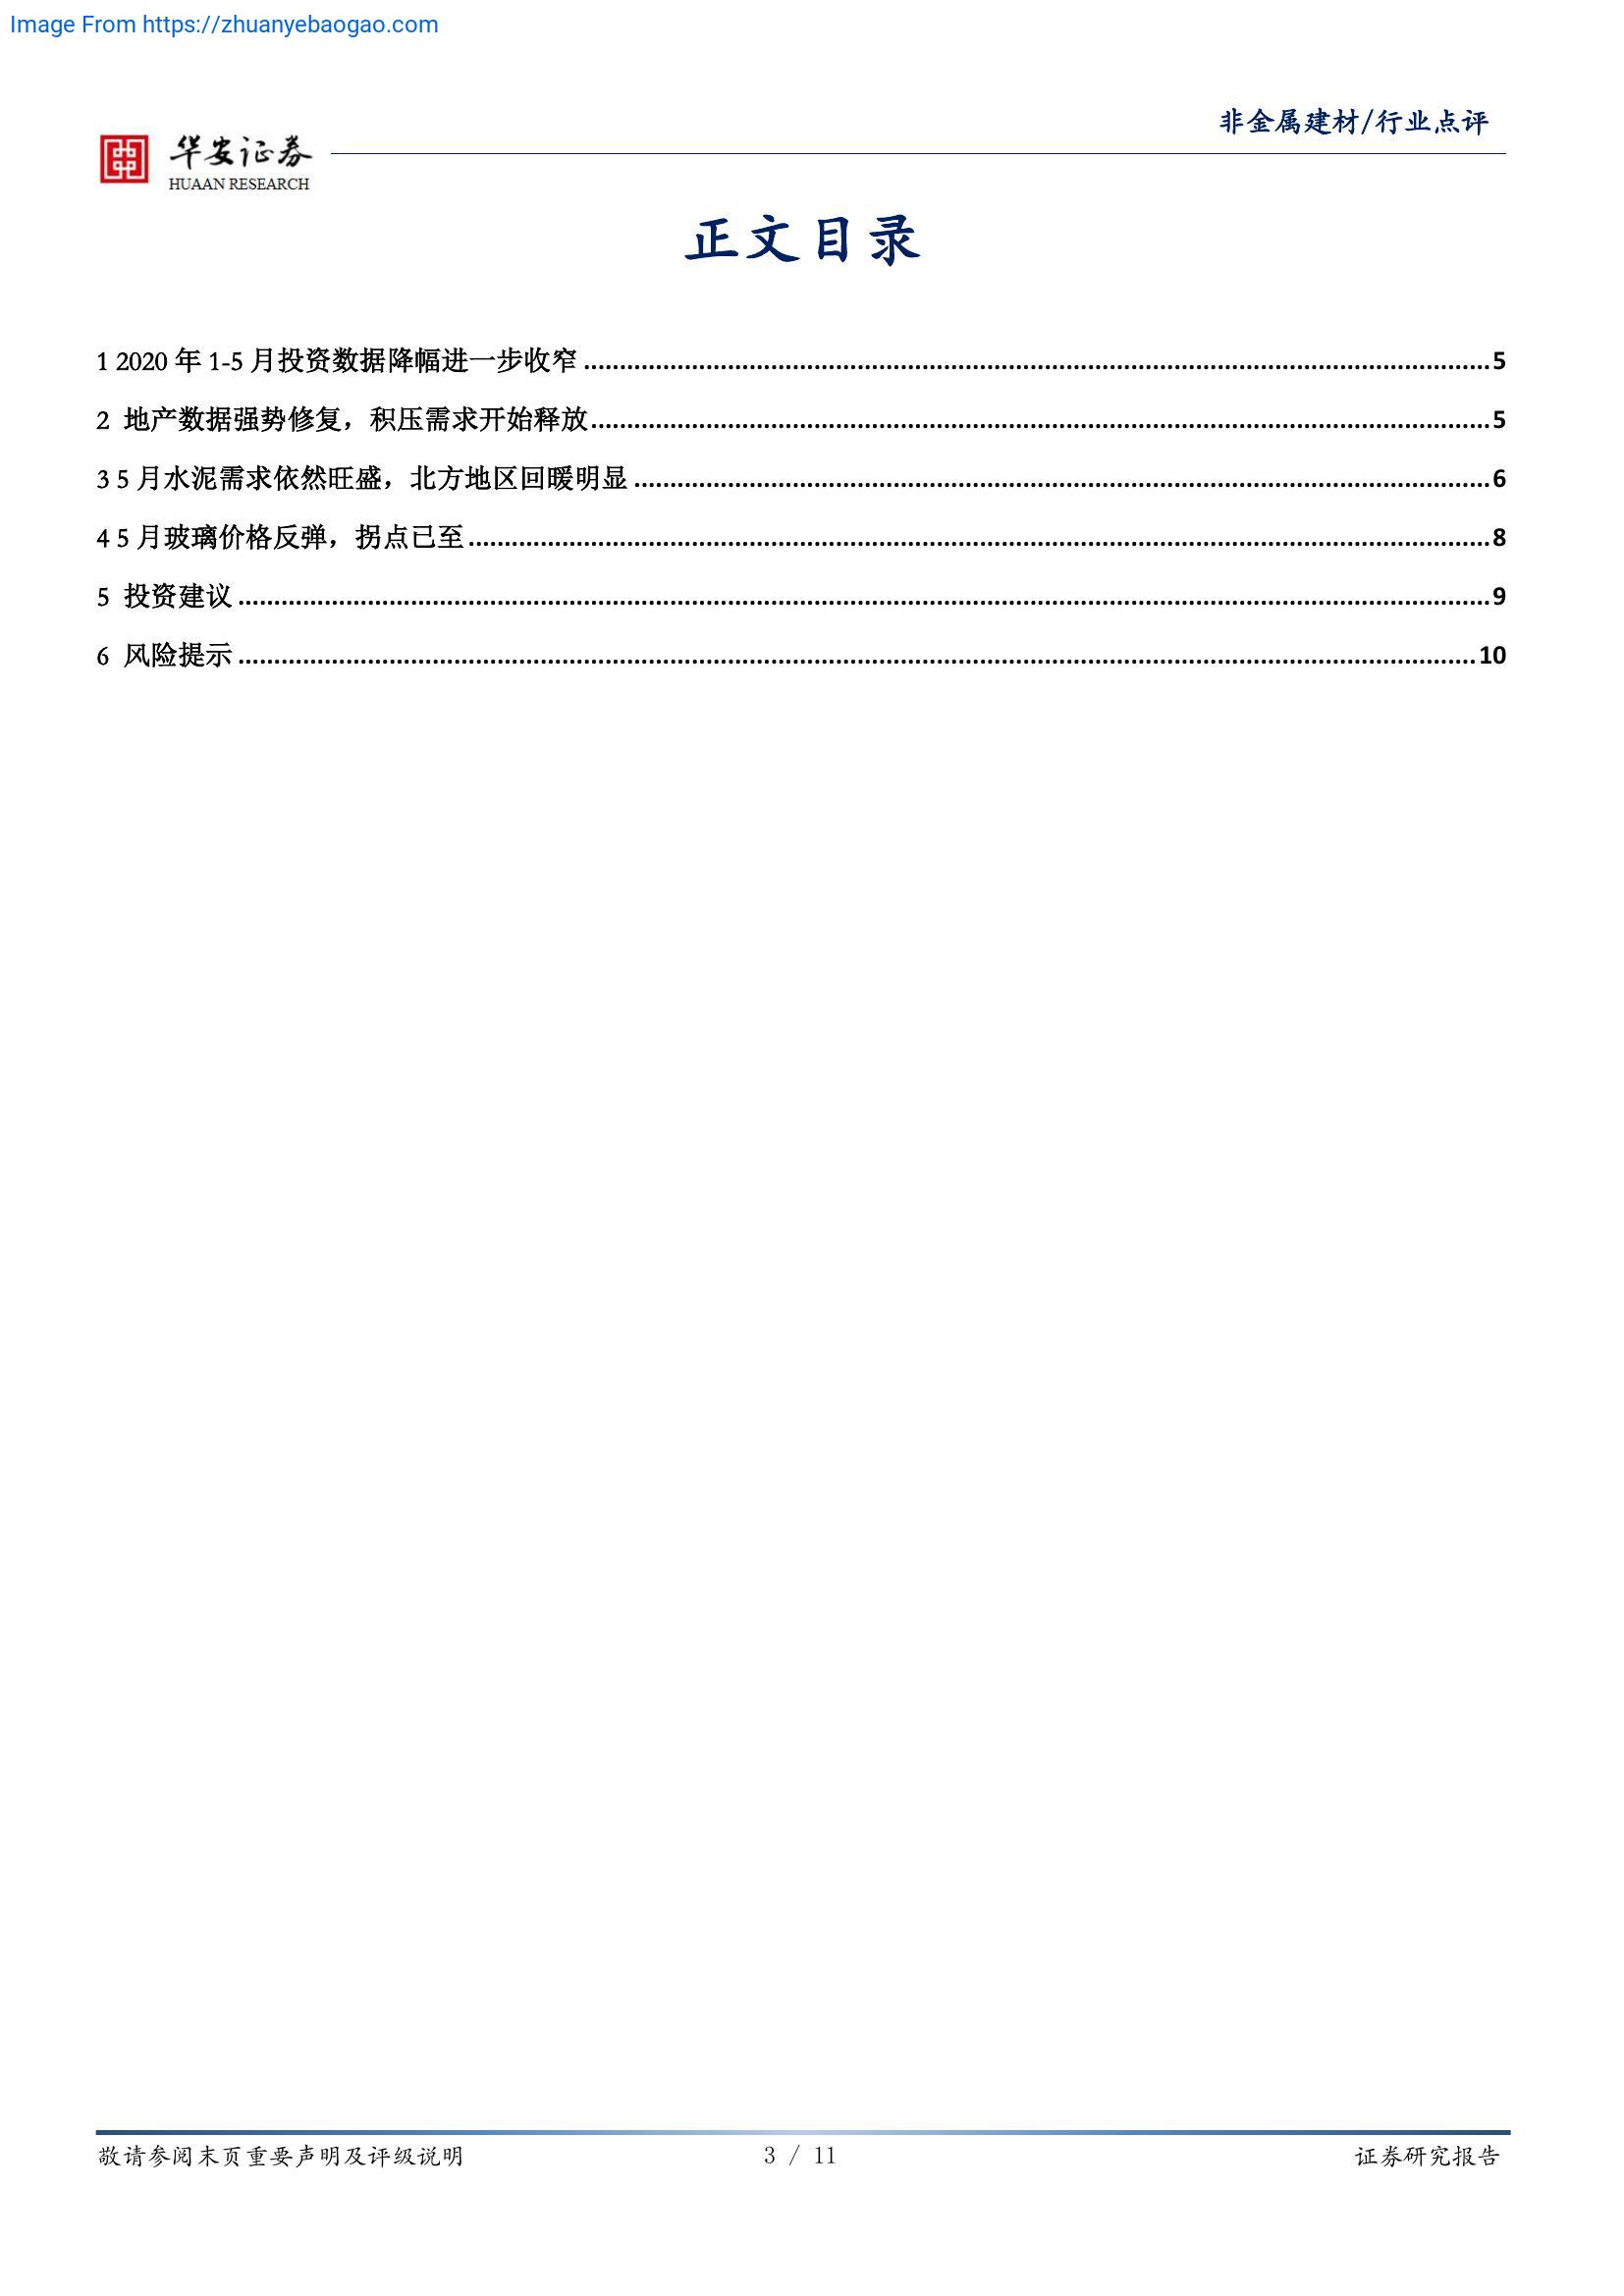 Image From https://zhuanyebaogao.com
非金属建材/行业点评
华安证券
HUAAN RESEARCH
正文目录
1 2020 年 1-5 月投资数据降幅进一步收窄 ........................................ 5
2 地产数据强势修复，积压需求开始释放 ........................................ 5
3 5 月水泥需求依然旺盛，北方地区回暖明显 ........................................ 6
4 5 月玻璃价格反弹，拐点已至 ........................................ 8
5 投资建议 ........................................ 9
6 风险提示 ........................................ 10
敬请参阅末页重要声明及评级说明
3 / 11
证券研究报告